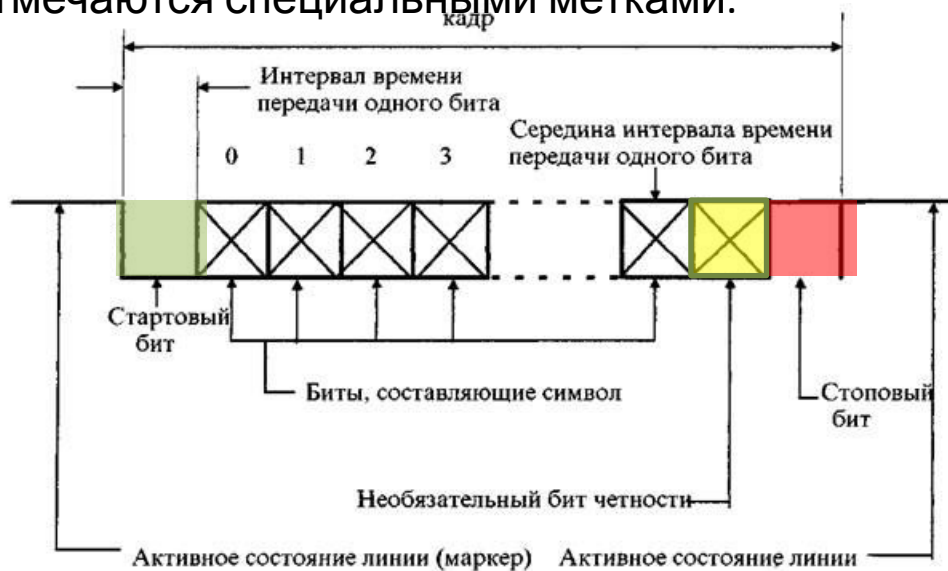 тмечаются специальными метками.
кадр
Интервал времени
передачи одного бита
Середина интервала времени
передачи одного бита
0 1 2 3
Стартовый
бит
Биты, составляющие символ
Стоповый
бит
Необязательный бит четности
Активное состояние линии (маркер) Активное состояние линии